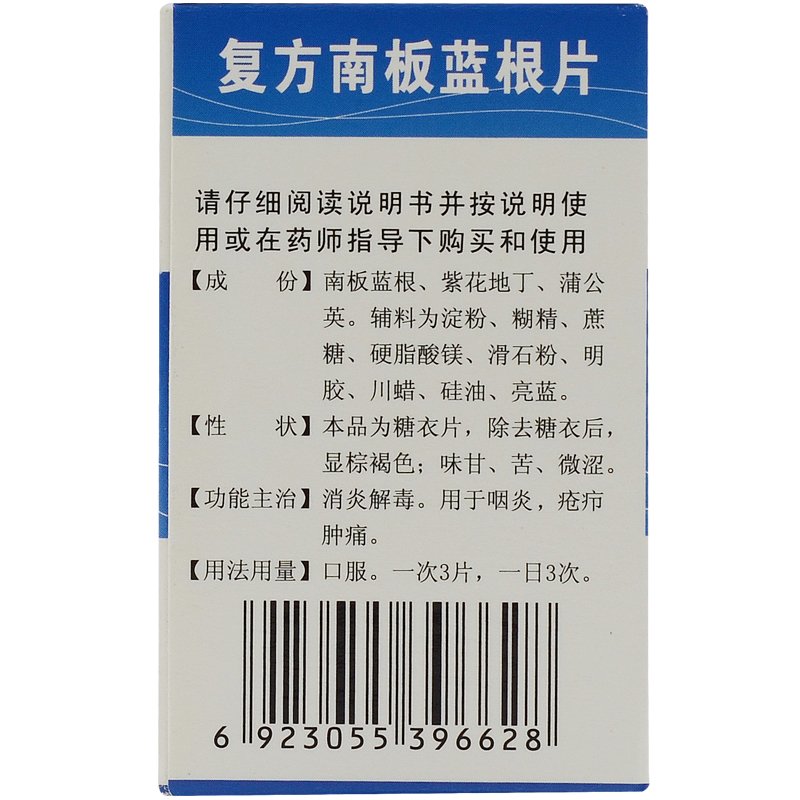 复方南板蓝根片
请仔细阅读说明书并按说明使
用或在药师指导下购买和使用
【成 份】南板蓝根、紫花地丁、蒲公
英。辅料为淀粉、糊精、蔗
糖、硬脂酸镁、滑石粉、明
胶、川蜡、硅油、亮蓝。
【性 状】本品为糖衣片，除去糖衣后，
显棕褐色；味甘、苦、微涩。
【功能主治】消炎解毒。用于咽炎，疮疖
肿痛。
【用法用量】口服。一次3片，一日3次。
6 923055 396628